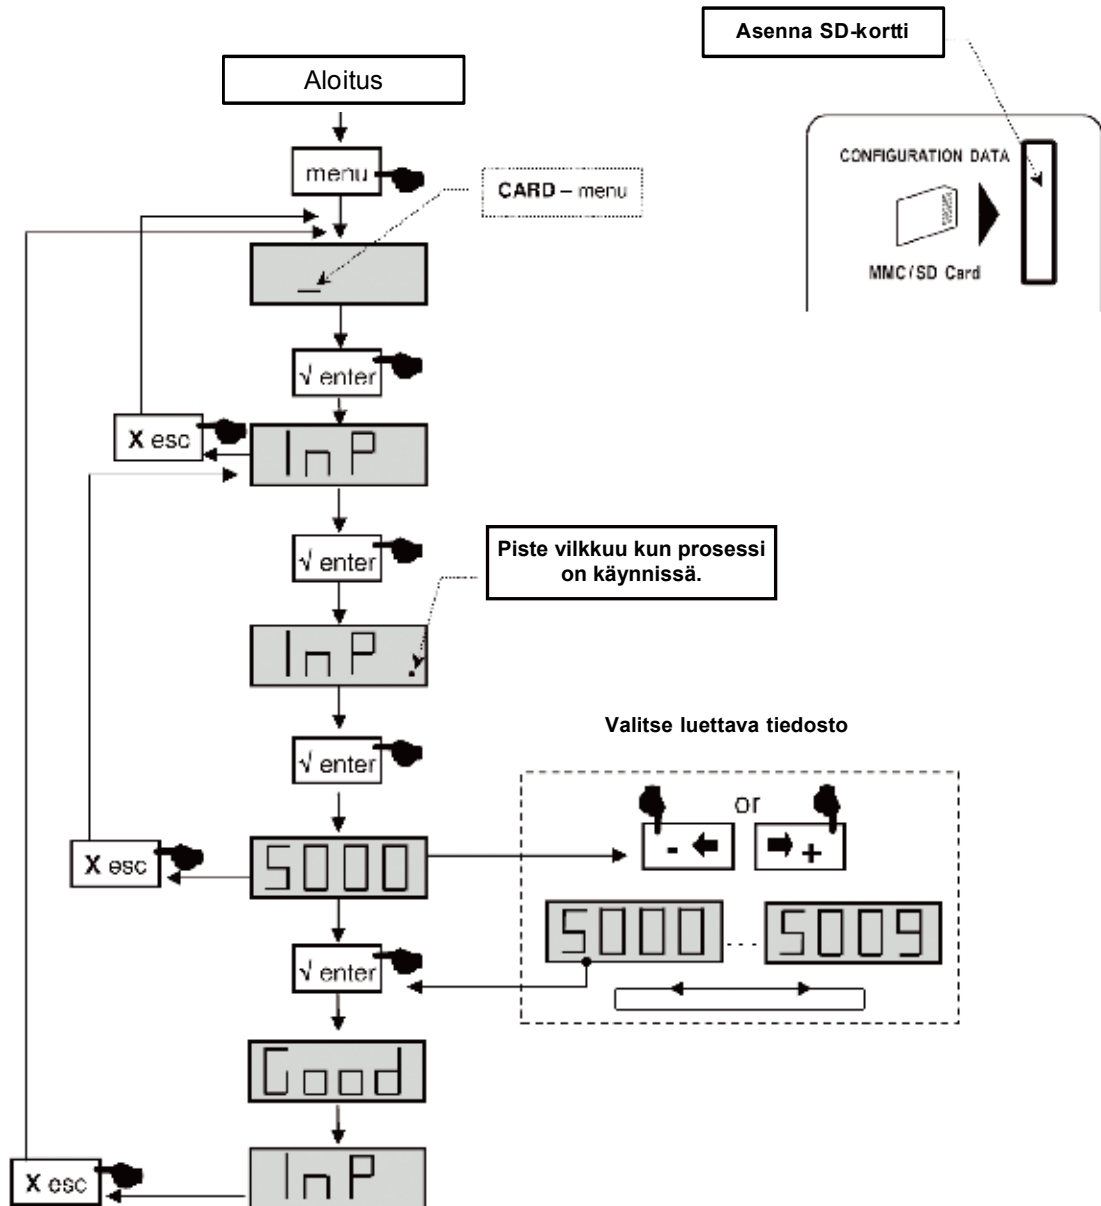 Asenna SD-kortti
Aloitus
CONFIGURATION DATA
MMC/SD Card
menu
CARD – menu
√ enter
X esc
InP
√ enter
Piste vilkkuu kun prosessi
on käynnissä.
InP.
√ enter
Valitse luettava tiedosto
or
- +
X esc
5000
5000 .... 5009
√ enter
Good
X esc
InP